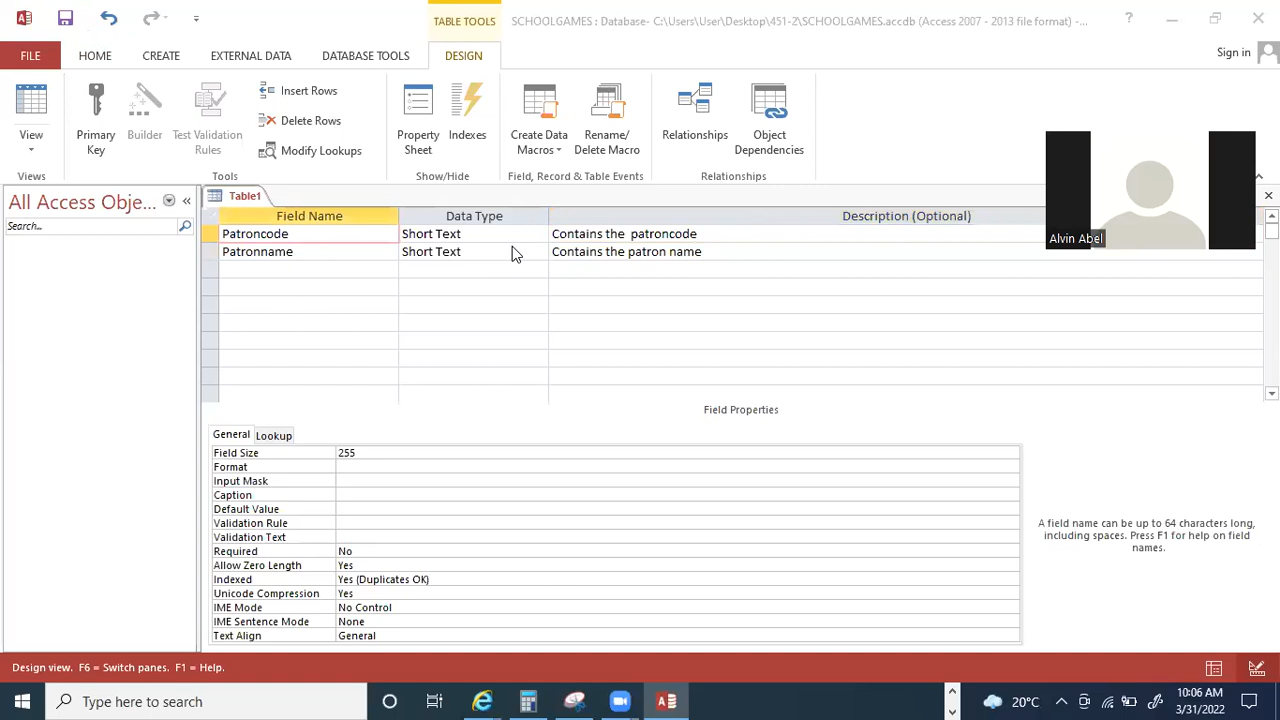 TABLE TOOLS
SCHOOLGAMES : Database- C:\Users\User\Desktop\451-2\SCHOOLGAMES.accdb (Access 2007 - 2013 file format) -...
?
FILE HOME CREATE EXTERNAL DATA DATABASE TOOLS DESIGN
Sign in
View
Primary Key
Builder
Test Validation Rules
Insert Rows
Delete Rows
Modify Lookups
Property Sheet
Indexes
Create Data Macros
Rename/ Delete Macro
Relationships
Object Dependencies
Views
Tools
Show/Hide
Field, Record & Table Events
Relationships
Alvin Abel
All Access Obje...
Search...
Table1
Field Name Data Type Description (Optional)
Patroncode Short Text Contains the  patroncode
Patronname Short Text Contains the patron name
Field Properties
General Lookup
Field Size 255
Format
Input Mask
Caption
Default Value
Validation Rule
Validation Text
Required No
Allow Zero Length Yes
Indexed Yes (Duplicates OK)
Unicode Compression Yes
IME Mode No Control
IME Sentence Mode None
Text Align General
A field name can be up to 64 characters long,
including spaces. Press F1 for help on field
names.
Design view.  F6 = Switch panes.  F1 = Help.
Type here to search
20°C
10:06 AM
3/31/2022